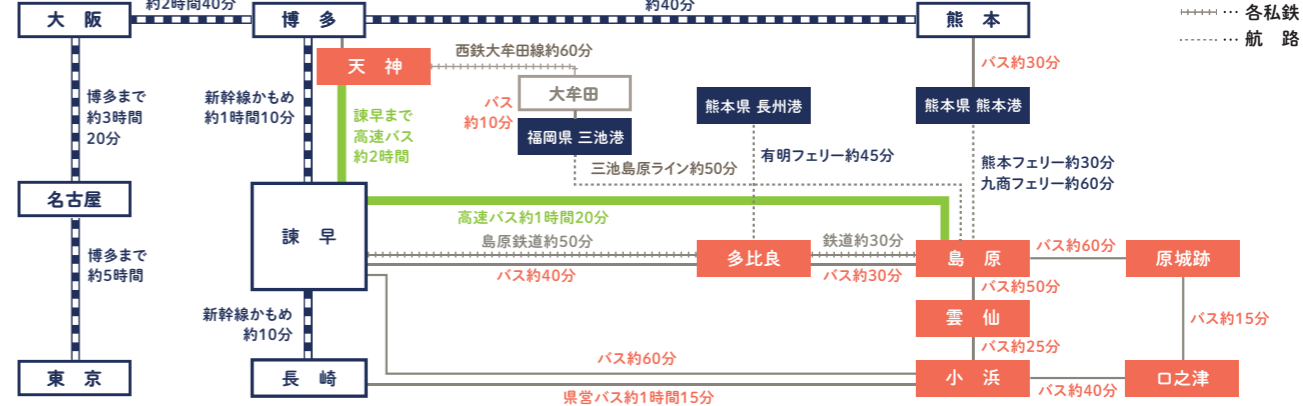 約2時間40分
約40分
… 各私鉄
… 航　路
大　阪
博　多
熊　本
天　神
西鉄大牟田線約60分
バス約30分
博多まで
約3時間
20分
新幹線かもめ
約1時間10分
諫早まで
高速バス
約2時間
バス
約10分
大牟田
福岡県 三池港
熊本県 長州港
熊本県 熊本港
三池島原ライン約50分
有明フェリー約45分
熊本フェリー約30分
九商フェリー約60分
名古屋
諫　早
高速バス約1時間20分
島原鉄道約50分
バス約40分
多比良
鉄道約30分
バス約30分
島　原
バス約60分
原城跡
博多まで
約5時間
バス約50分
雲　仙
バス約15分
新幹線かもめ
約10分
バス約25分
東　京
長　崎
バス約60分
県営バス約1時間15分
小　浜
バス約40分
口之津